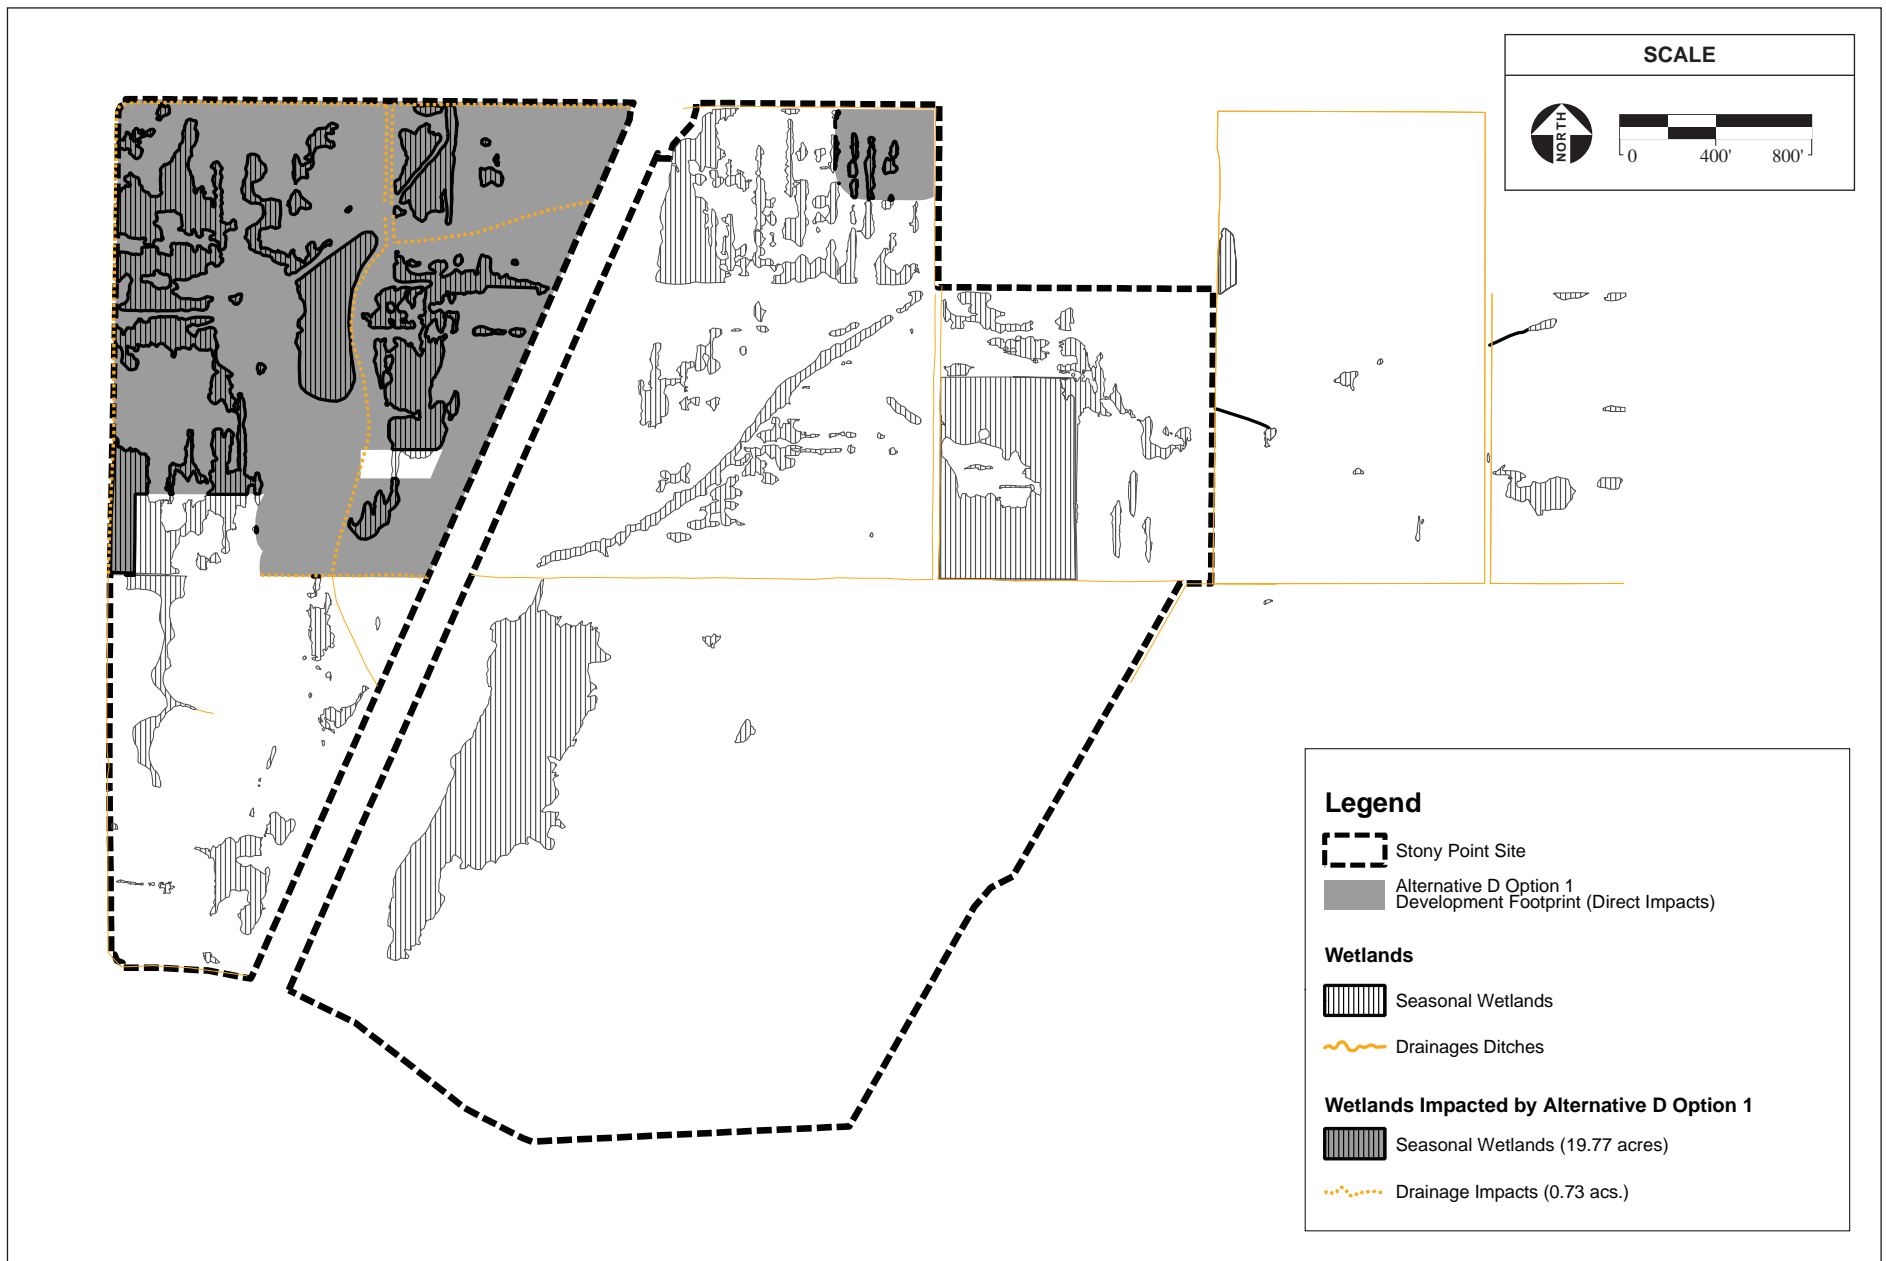 SCALE
NORTH
0 400' 800'
Legend
Stony Point Site
Alternative D Option 1
Development Footprint (Direct Impacts)
Wetlands
Seasonal Wetlands
Drainages Ditches
Wetlands Impacted by Alternative D Option 1
Seasonal Wetlands (19.77 acres)
Drainage Impacts (0.73 acs.)